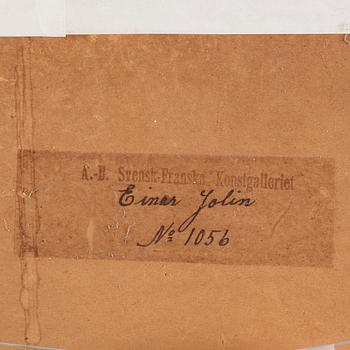 A.-B. Svensk-Franska Konstgalleriet
Einar Jolin
№ 1056